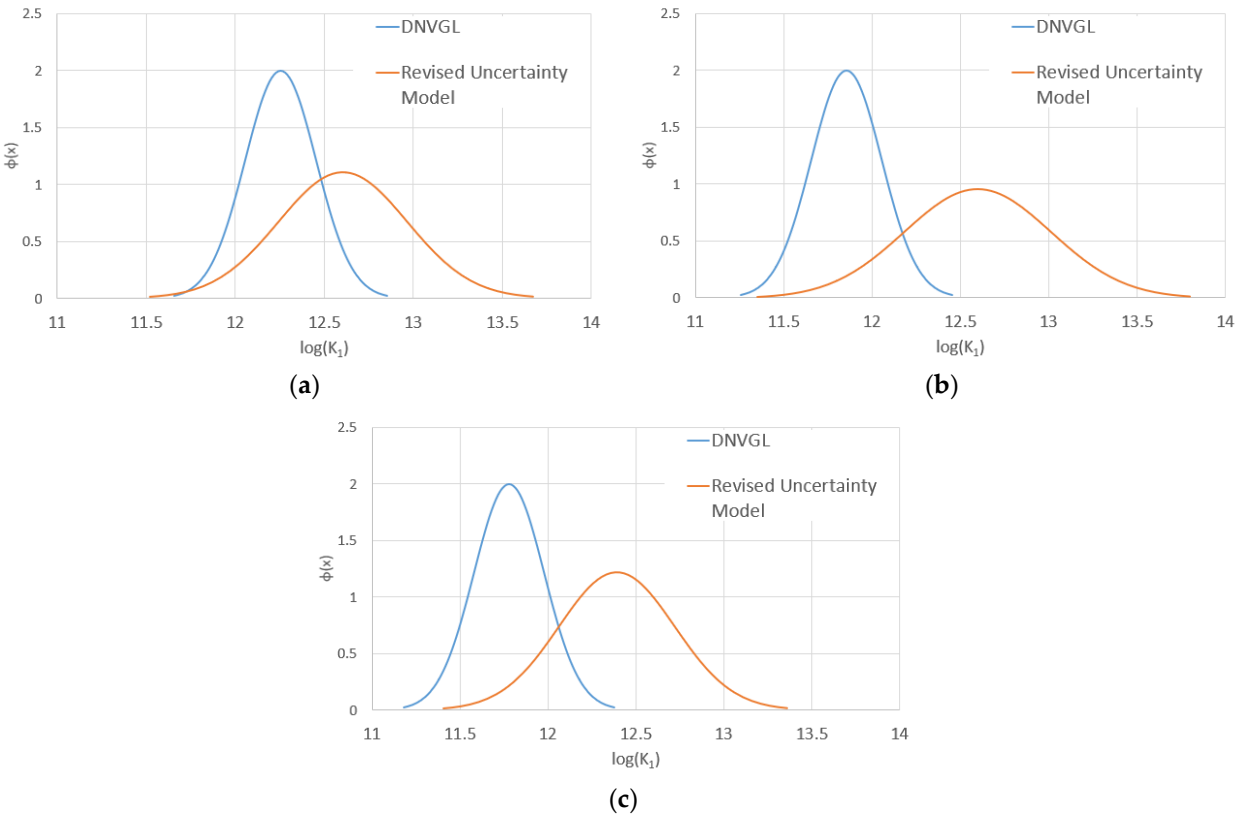 2.5
2
1.5
1
0.5
0
ϕ(x)
11 11.5 12 12.5 13 13.5 14
log(K1)
DNVGL
Revised Uncertainty
Model
(a)
2.5
2
1.5
1
0.5
0
ϕ(x)
11 11.5 12 12.5 13 13.5 14
log(K1)
DNVGL
Revised Uncertainty
Model
(b)
2.5
2
1.5
1
0.5
0
ϕ(x)
11 11.5 12 12.5 13 13.5 14
log(K1)
DNVGL
Revised Uncertainty
Model
(c)